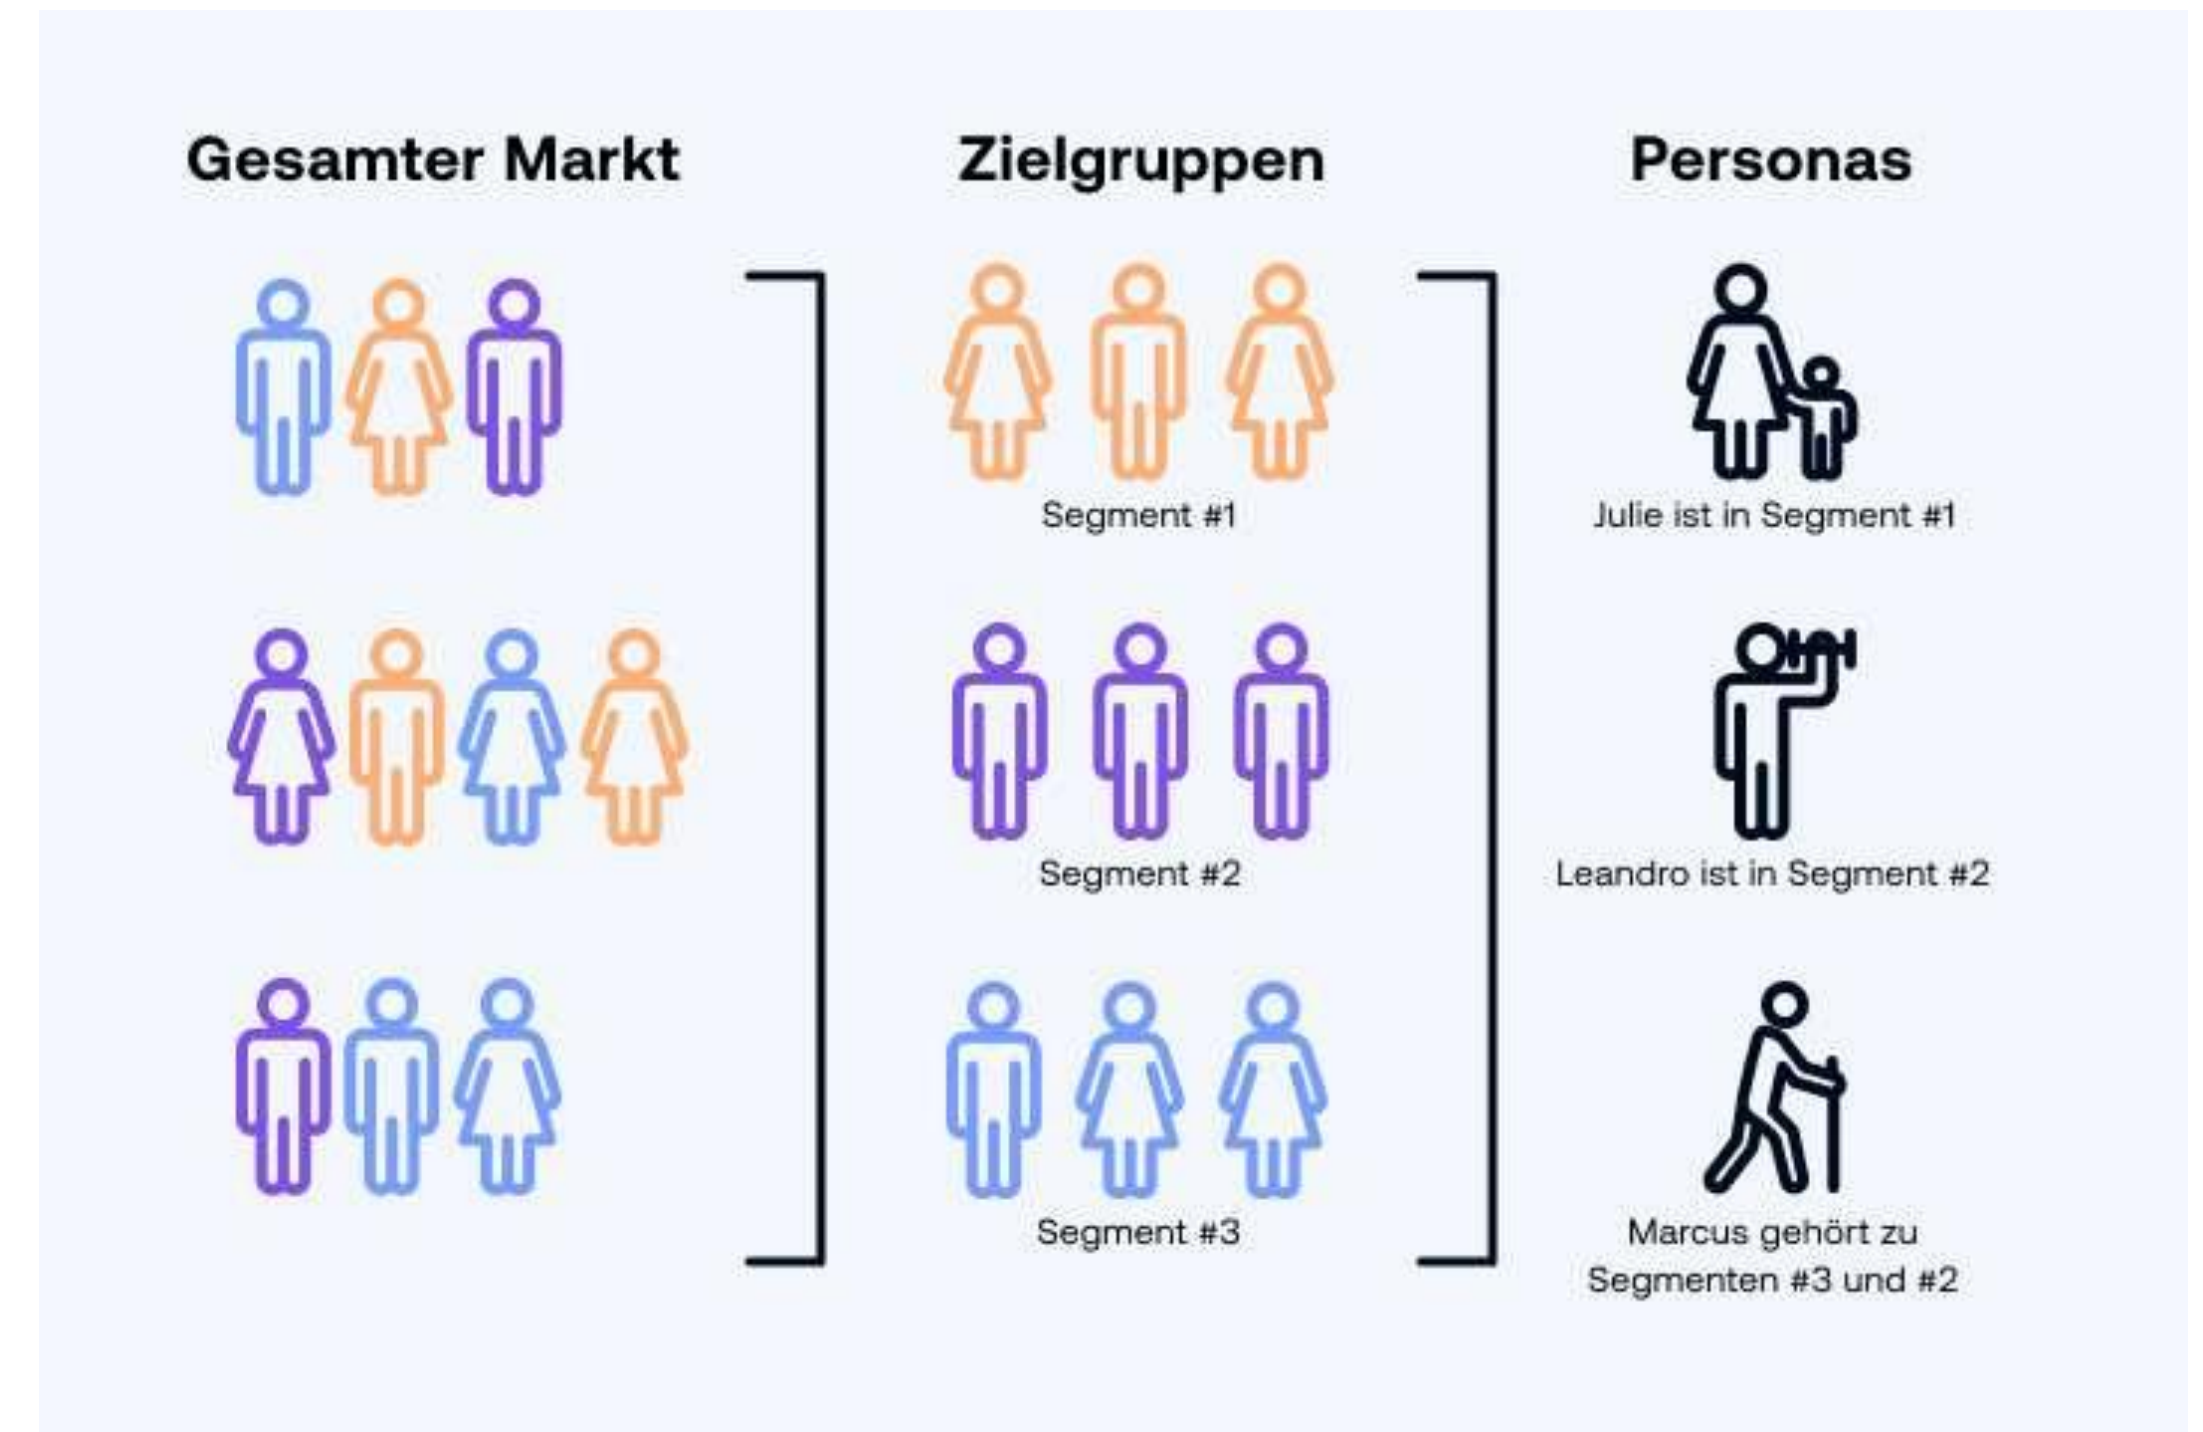 Gesamter Markt
Zielgruppen
Personas
Segment #1
Julie ist in Segment #1
Segment #2
Leandro ist in Segment #2
Segment #3
Marcus gehört zu
Segmenten #3 und #2